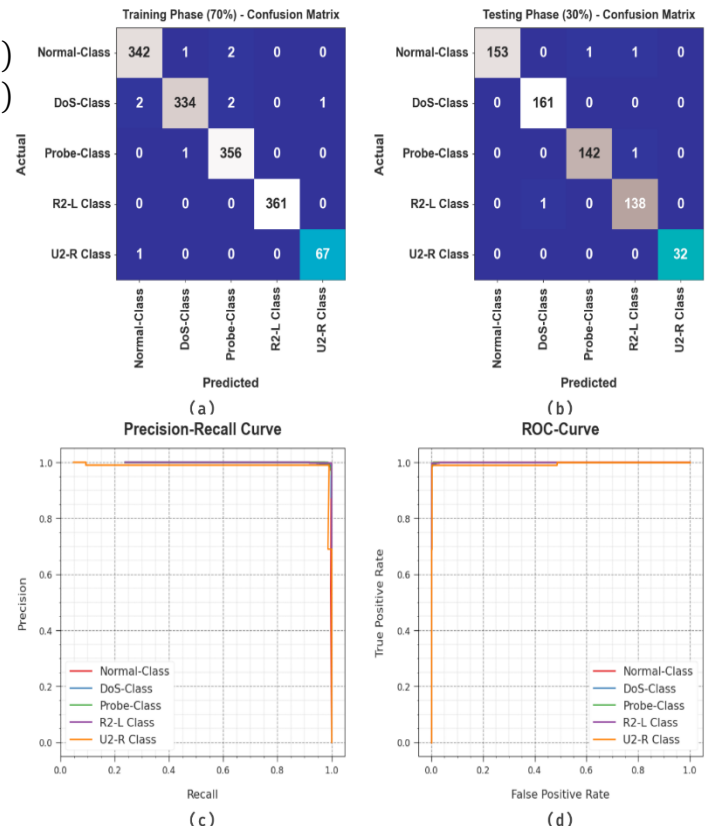 )
)
Training Phase (70%) - Confusion Matrix
Actual
Normal-Class 342 1 2 0 0
DoS-Class 2 334 2 0 1
Probe-Class 0 1 356 0 0
R2-L Class 0 0 0 361 0
U2-R Class 1 0 0 0 67
Normal-Class DoS-Class Probe-Class R2-L Class U2-R Class
Predicted
(a)
Testing Phase (30%) - Confusion Matrix
Actual
Normal-Class 153 0 1 1 0
DoS-Class 0 161 0 0 0
Probe-Class 0 0 142 1 0
R2-L Class 0 1 0 138 0
U2-R Class 0 0 0 0 32
Normal-Class DoS-Class Probe-Class R2-L Class U2-R Class
Predicted
(b)
Precision-Recall Curve
Precision
1.0
0.8
0.6
0.4
0.2
0.0
Normal-Class
DoS-Class
Probe-Class
R2-L Class
U2-R Class
0.0 0.2 0.4 0.6 0.8 1.0
Recall
(c)
ROC-Curve
True Positive Rate
1.0
0.8
0.6
0.4
0.2
0.0
Normal-Class
DoS-Class
Probe-Class
R2-L Class
U2-R Class
0.0 0.2 0.4 0.6 0.8 1.0
False Positive Rate
(d)